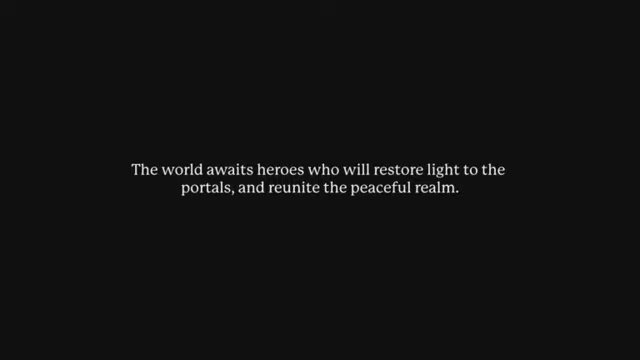 The world awaits heroes who will restore light to the
portals, and reunite the peaceful realm.